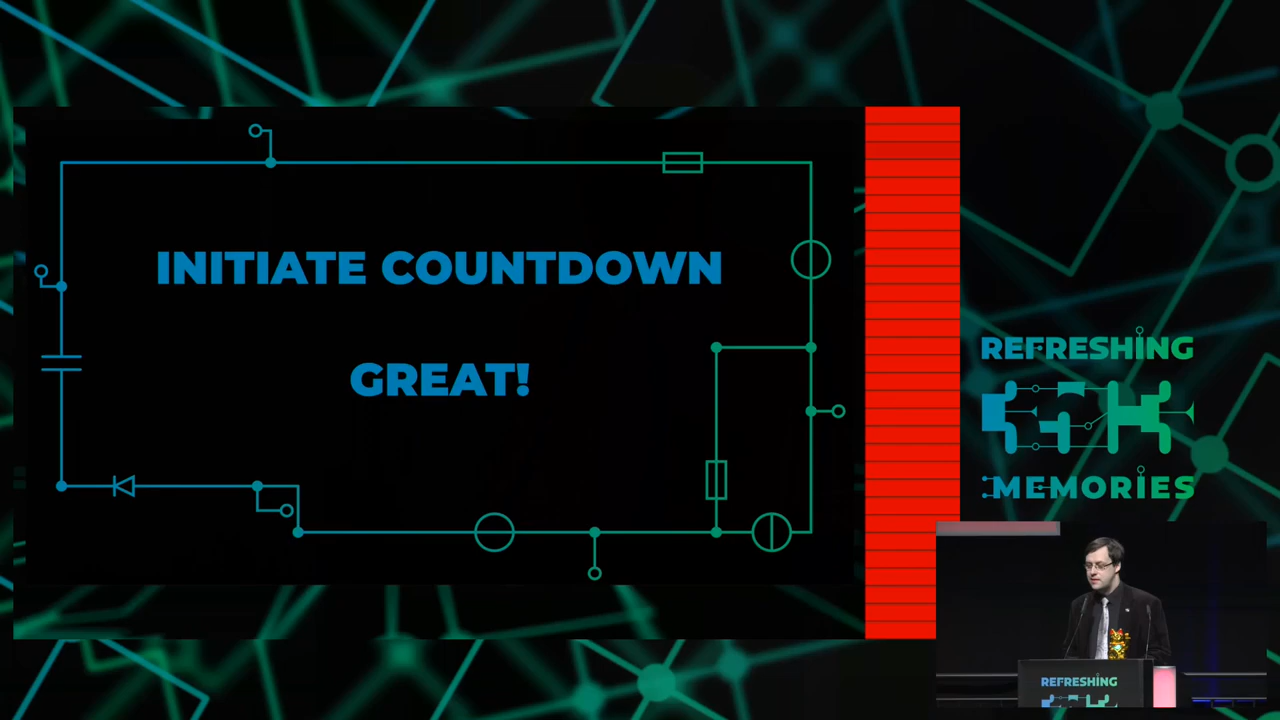 INITIATE COUNTDOWN
GREAT!
REFRESHING
MEMORIES
REFRESHING